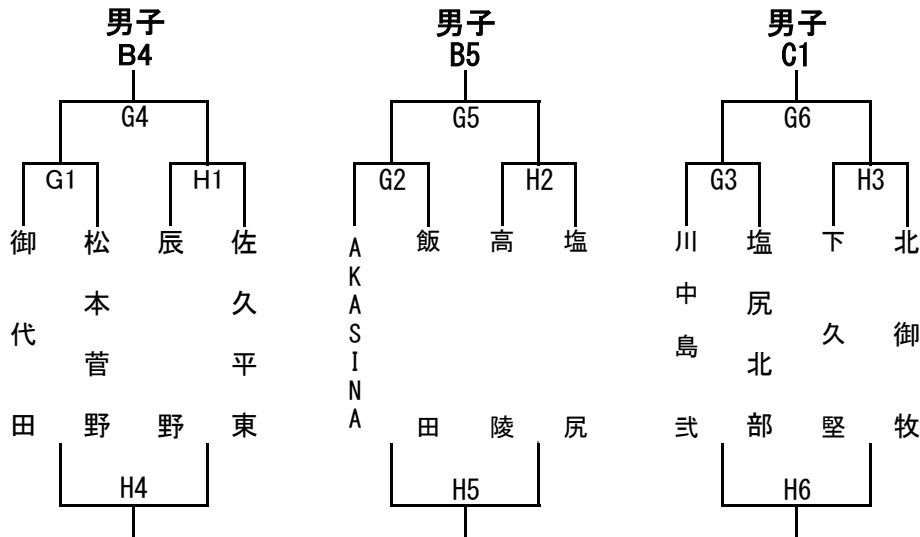 男子 男子 男子
B4 B5 C1
G4 G5 G6
G1 H1 G2 H2 G3 H3
御代田 松本菅野 辰野 佐久平東 AKASINA 飯田 高陵 塩尻 川中島弐 塩尻北部 下久堅 北御牧
H4 H5 H6